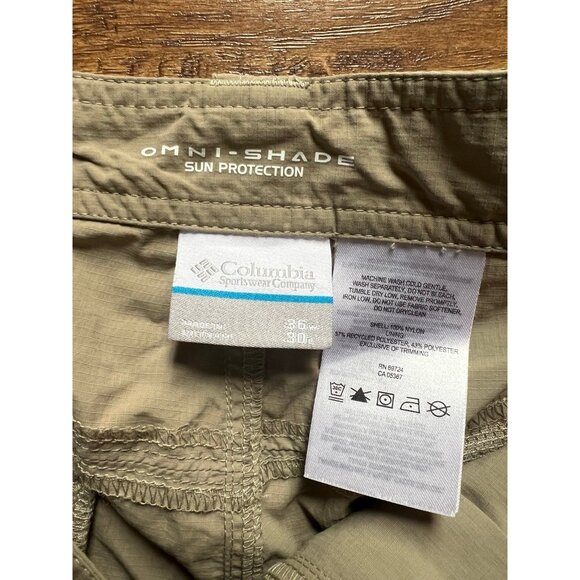 OMNI-SHADE
SUN PROTECTION
Columbia
Sportswear Company
36
30
MACHINE WASH COLD GENTLE,
WASH SEPARATELY, DO NOT BLEACH,
TUMBLE DRY LOW, REMOVE PROMPTLY,
IRON LOW, DO NOT USE FABRIC SOFTENER,
DO NOT DRYCLEAN
SHELL: 100% NYLON
LINING:
57% RECYCLED POLYESTER, 43% POLYESTER
EXCLUSIVE OF TRIMMING
RN 69724
CA 05367